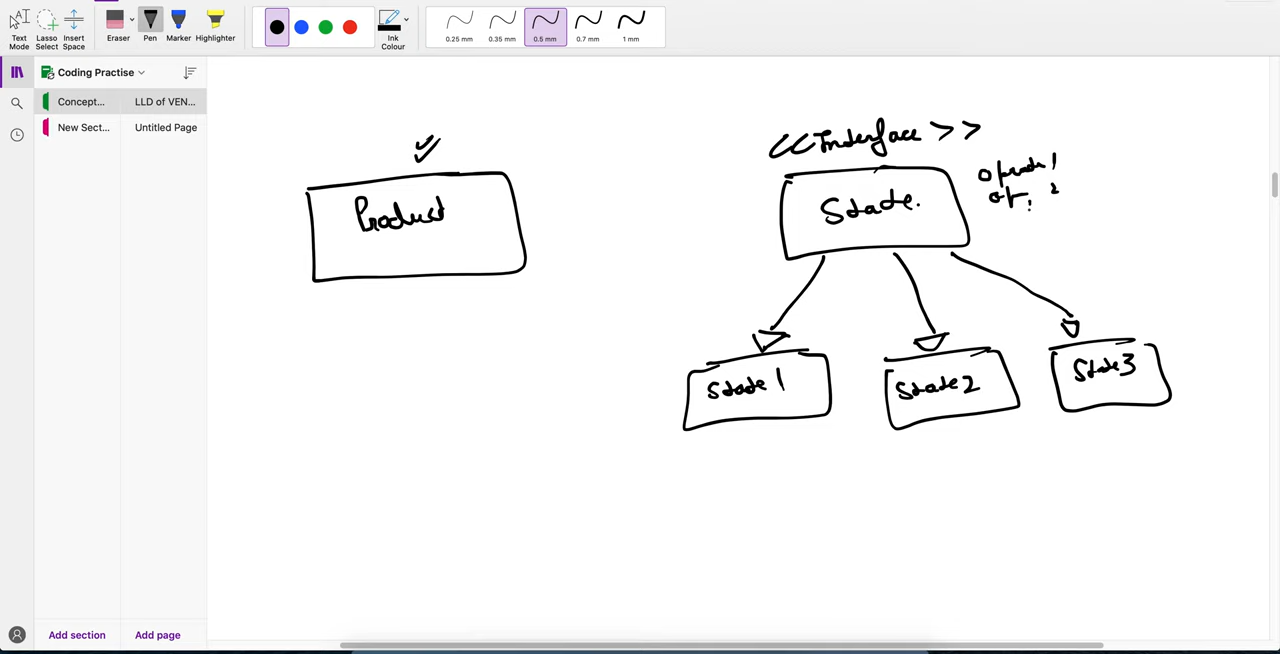 Text Mode
Lasso Select
Insert Space
Eraser
Pen
Marker
Highlighter
Ink Colour
0.25 mm
0.35 mm
0.5 mm
0.7 mm
1 mm
Coding Practise
Concept... LLD of VEN...
New Sect... Untitled Page
<<Interface>>
Product
State.
State 1
State 2
State 3
Add section Add page